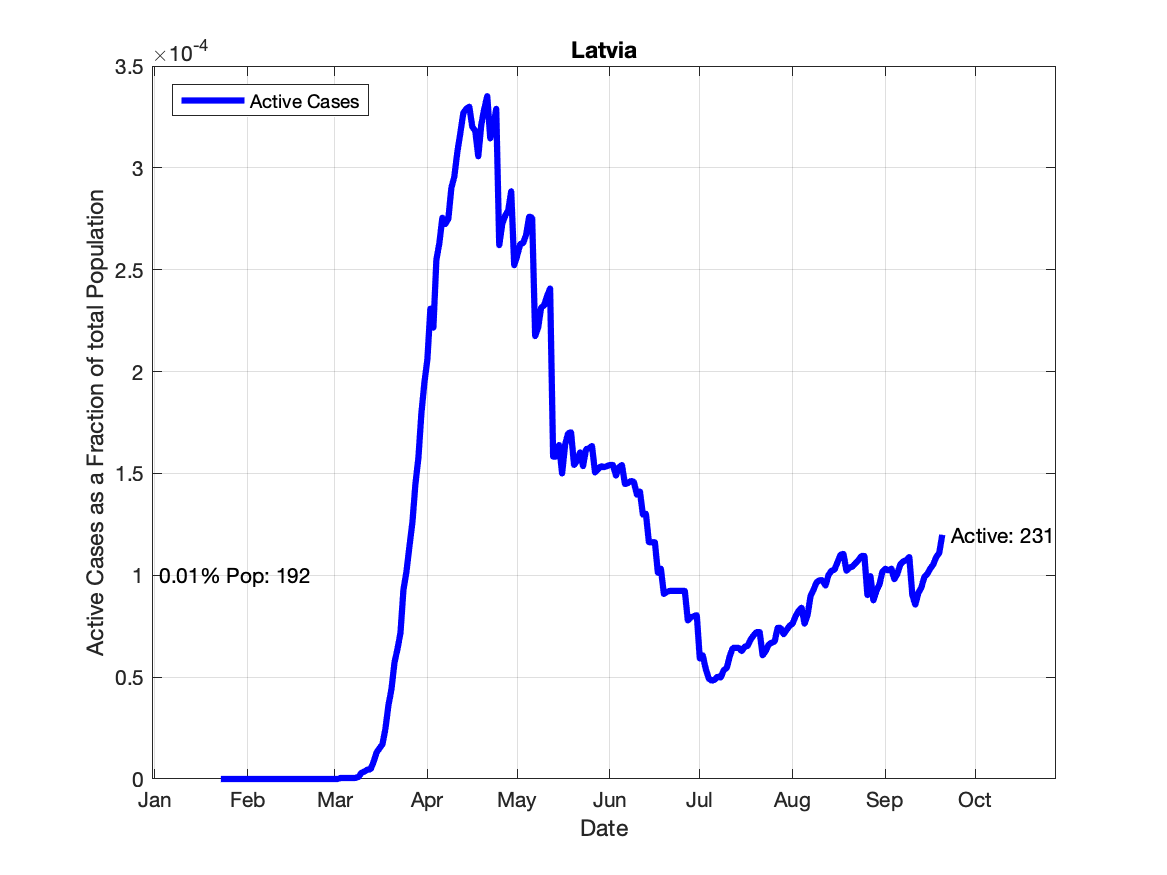 Latvia
×10-4
Active Cases
3.5
3
2.5
2
1.5
1
0.5
0
0.01% Pop: 192
Active: 231
Active Cases as a Fraction of total Population
Jan Feb Mar Apr May Jun Jul Aug Sep Oct
Date